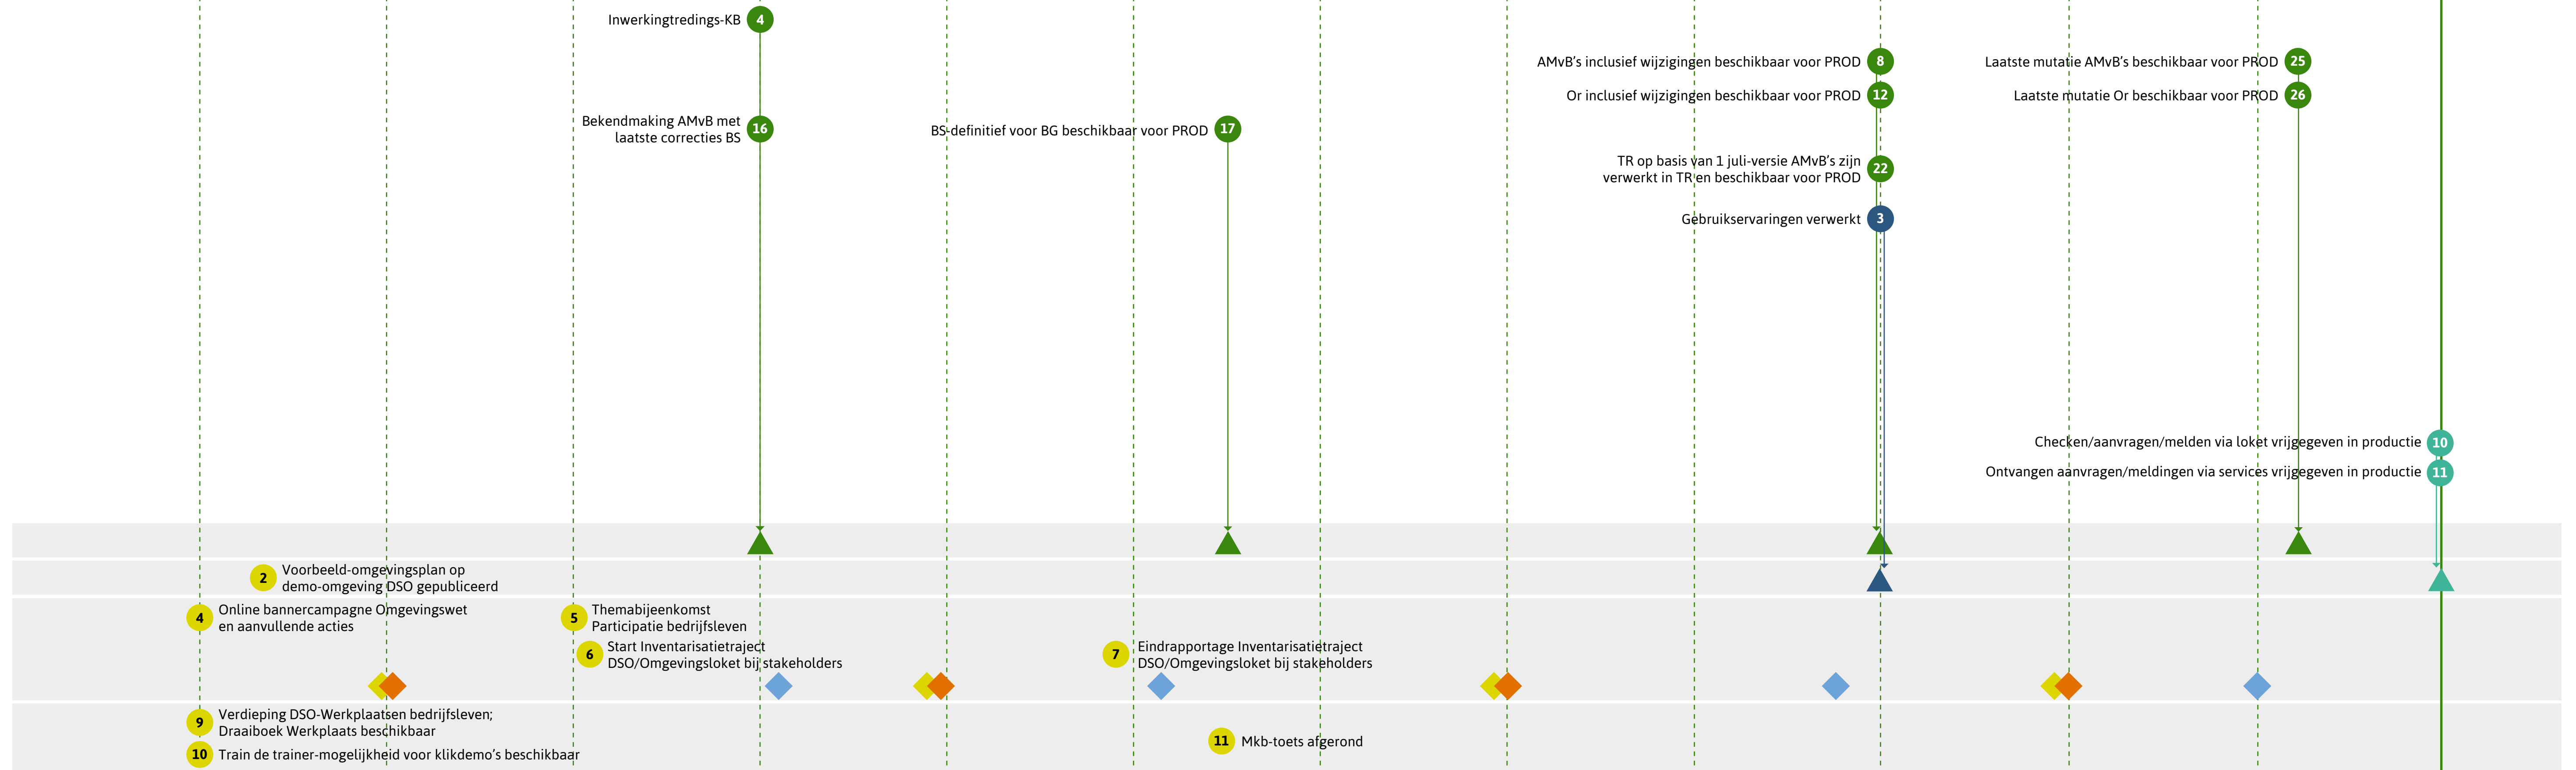 Inwerkingtredings-KB 4
AMvB's inclusief wijzigingen beschikbaar voor PROD 8
Laatste mutatie AMvB's beschikbaar voor PROD 25
Or inclusief wijzigingen beschikbaar voor PROD 12
Laatste mutatie Or beschikbaar voor PROD 26
Bekendmaking AMvB met
laatste correcties BS
16
BS-definitief voor BG beschikbaar voor PROD 17
TR op basis van 1 juli-versie AMvB's zijn
verwerkt in TR en beschikbaar voor PROD
22
Gebruikservaringen verwerkt 3
Checken/aanvragen/melden via loket vrijgegeven in productie 10
Ontvangen aanvragen/meldingen via services vrijgegeven in productie 11
2 Voorbeeld-omgevingsplan op
demo-omgeving DSO gepubliceerd
4 Online bannercampagne Omgevingswet
en aanvullende acties
5 Themabijeenkomst
Participatie bedrijfsleven
6 Start Inventarisatietraject
DSO/Omgevingsloket bij stakeholders
7 Eindrapportage Inventarisatietraject
DSO/Omgevingsloket bij stakeholders
9 Verdieping DSO-Werkplaatsen bedrijfsleven;
Draaiboek Werkplaats beschikbaar
10 Train de trainer-mogelijkheid voor klikdemo's beschikbaar
11 Mkb-toets afgerond